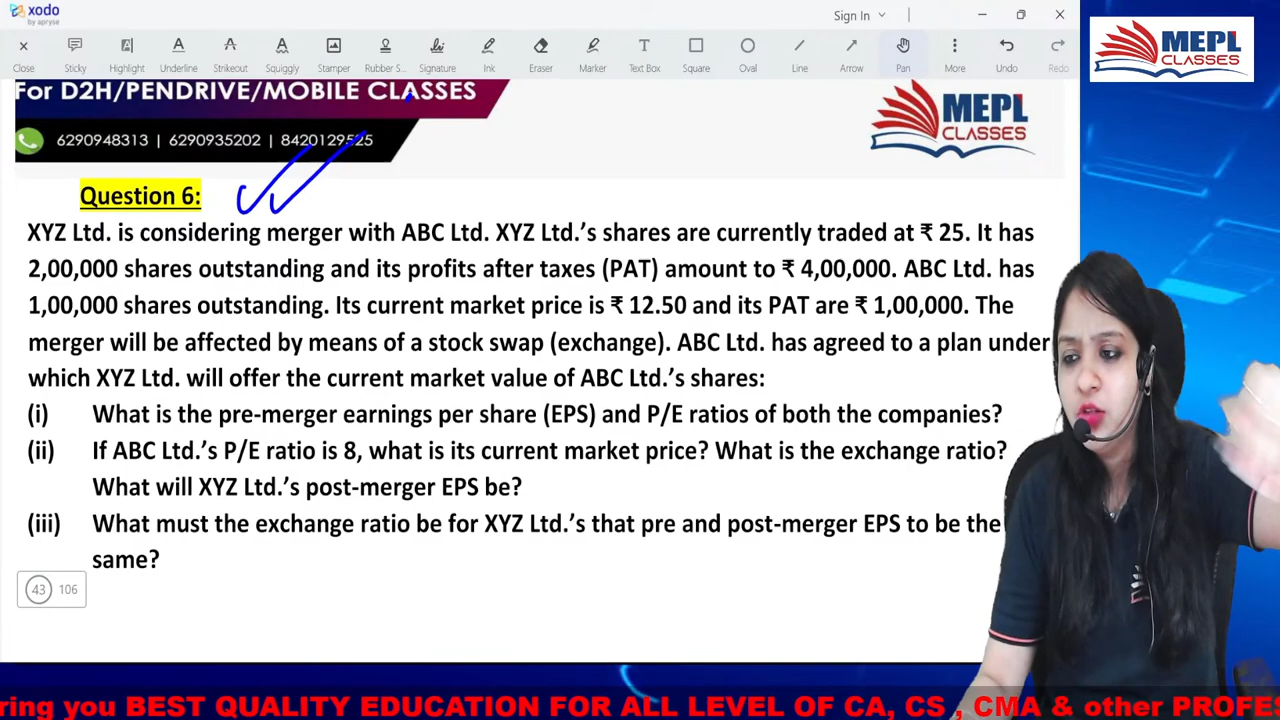 xodo
by apryse
Sign In
Close
Sticky
Highlight
Underline
Strikeout
Squiggly
Stamper
Rubber S...
Signature
Ink
Eraser
Marker
Text Box
Square
Oval
Line
Arrow
Pan
More
Undo
Redo
MEPL
CLASSES
For D2H/PENDRIVE/MOBILE CLASSES
6290948313 | 6290935202 | 8420129525
MEPL
CLASSES
Question 6:
XYZ Ltd. is considering merger with ABC Ltd. XYZ Ltd.'s shares are currently traded at ₹ 25. It has
2,00,000 shares outstanding and its profits after taxes (PAT) amount to ₹ 4,00,000. ABC Ltd. has
1,00,000 shares outstanding. Its current market price is ₹ 12.50 and its PAT are ₹ 1,00,000. The
merger will be affected by means of a stock swap (exchange). ABC Ltd. has agreed to a plan under
which XYZ Ltd. will offer the current market value of ABC Ltd.'s shares:
(i) What is the pre-merger earnings per share (EPS) and P/E ratios of both the companies?
(ii) If ABC Ltd.'s P/E ratio is 8, what is its current market price? What is the exchange ratio?
What will XYZ Ltd.'s post-merger EPS be?
(iii) What must the exchange ratio be for XYZ Ltd.'s that pre and post-merger EPS to be the
same?
43 106
ring you BEST QUALITY EDUCATION FOR ALL LEVEL OF CA, CS , CMA & other PROFES